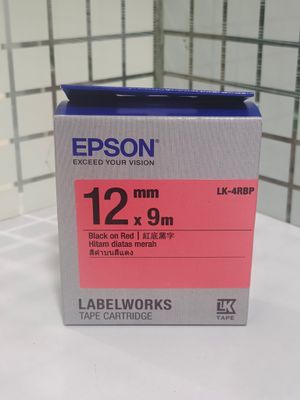 EPSON
EXCEED YOUR VISION
12 mm x 9m
LK-4RBP
Black on Red | 紅底黑字
Hitam diatas merah
สีดำบนสีแดง
LABELWORKS
TAPE CARTRIDGE
LK
TAPE